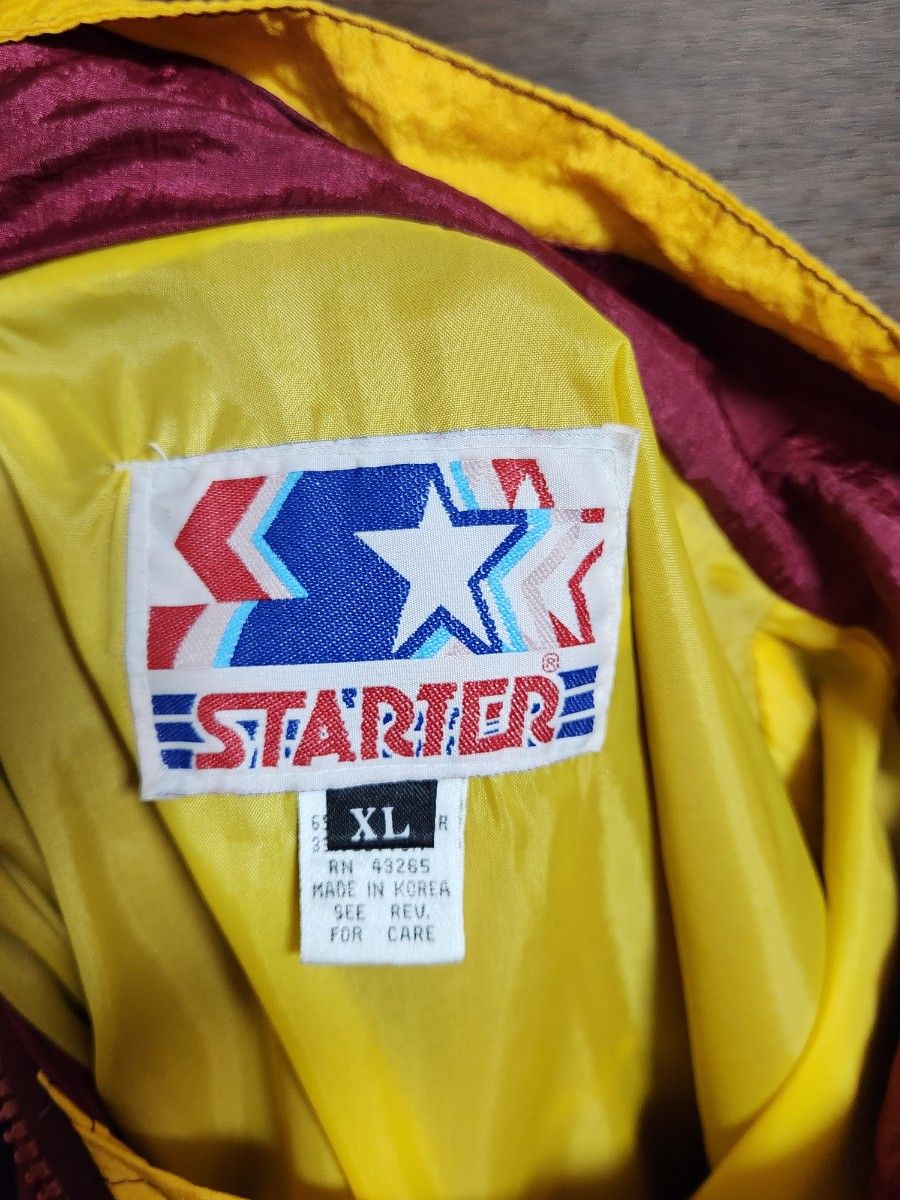 STARTER®
XL
RN 43265
MADE IN KOREA
SEE REV.
FOR CARE